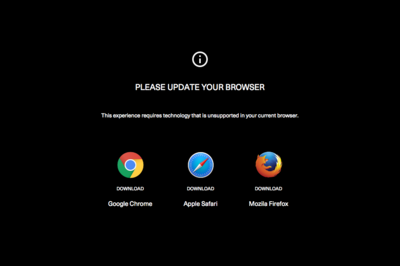 PLEASE UPDATE YOUR BROWSER
This experience requires technology that is unsupported in your current browser.
DOWNLOAD DOWNLOAD DOWNLOAD
Google Chrome Apple Safari Mozila Firefox